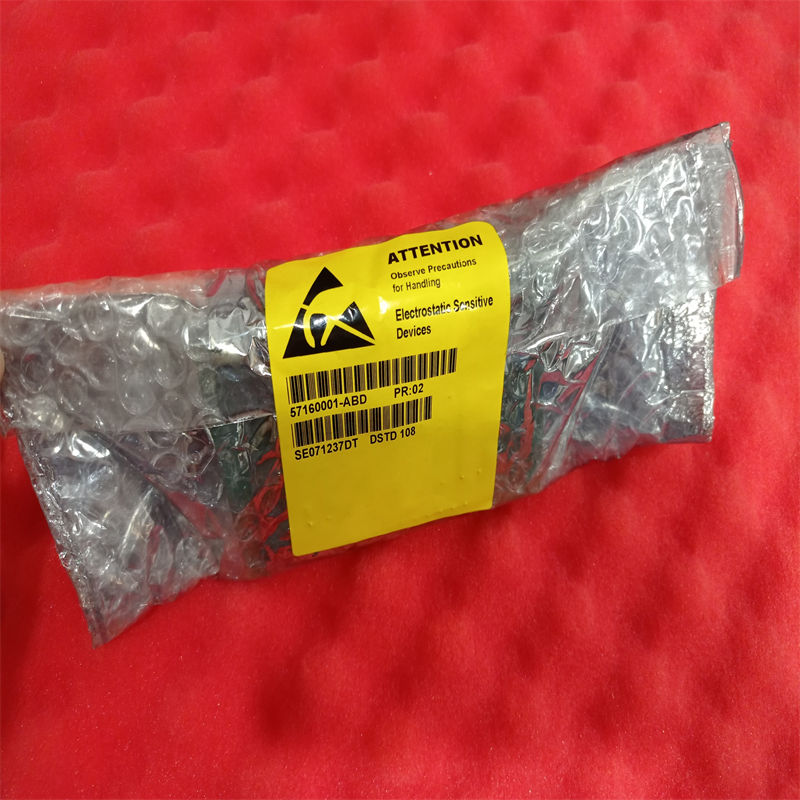 ATTENTION
Observe Precautions
for Handling
Electrostatic Sensitive
Devices
57160001-ABD PR:02
SE071237DT DSTD 108